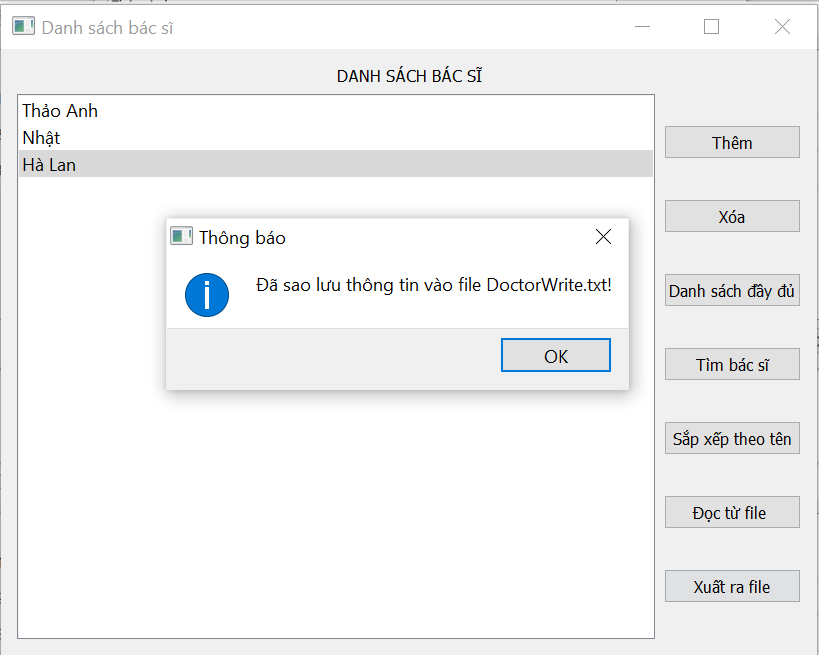 Danh sách bác sĩ
DANH SÁCH BÁC SĨ
Thảo Anh
Nhật
Hà Lan
Thông báo
Đã sao lưu thông tin vào file DoctorWrite.txt!
OK
Thêm
Xóa
Danh sách đầy đủ
Tìm bác sĩ
Sắp xếp theo tên
Đọc từ file
Xuất ra file